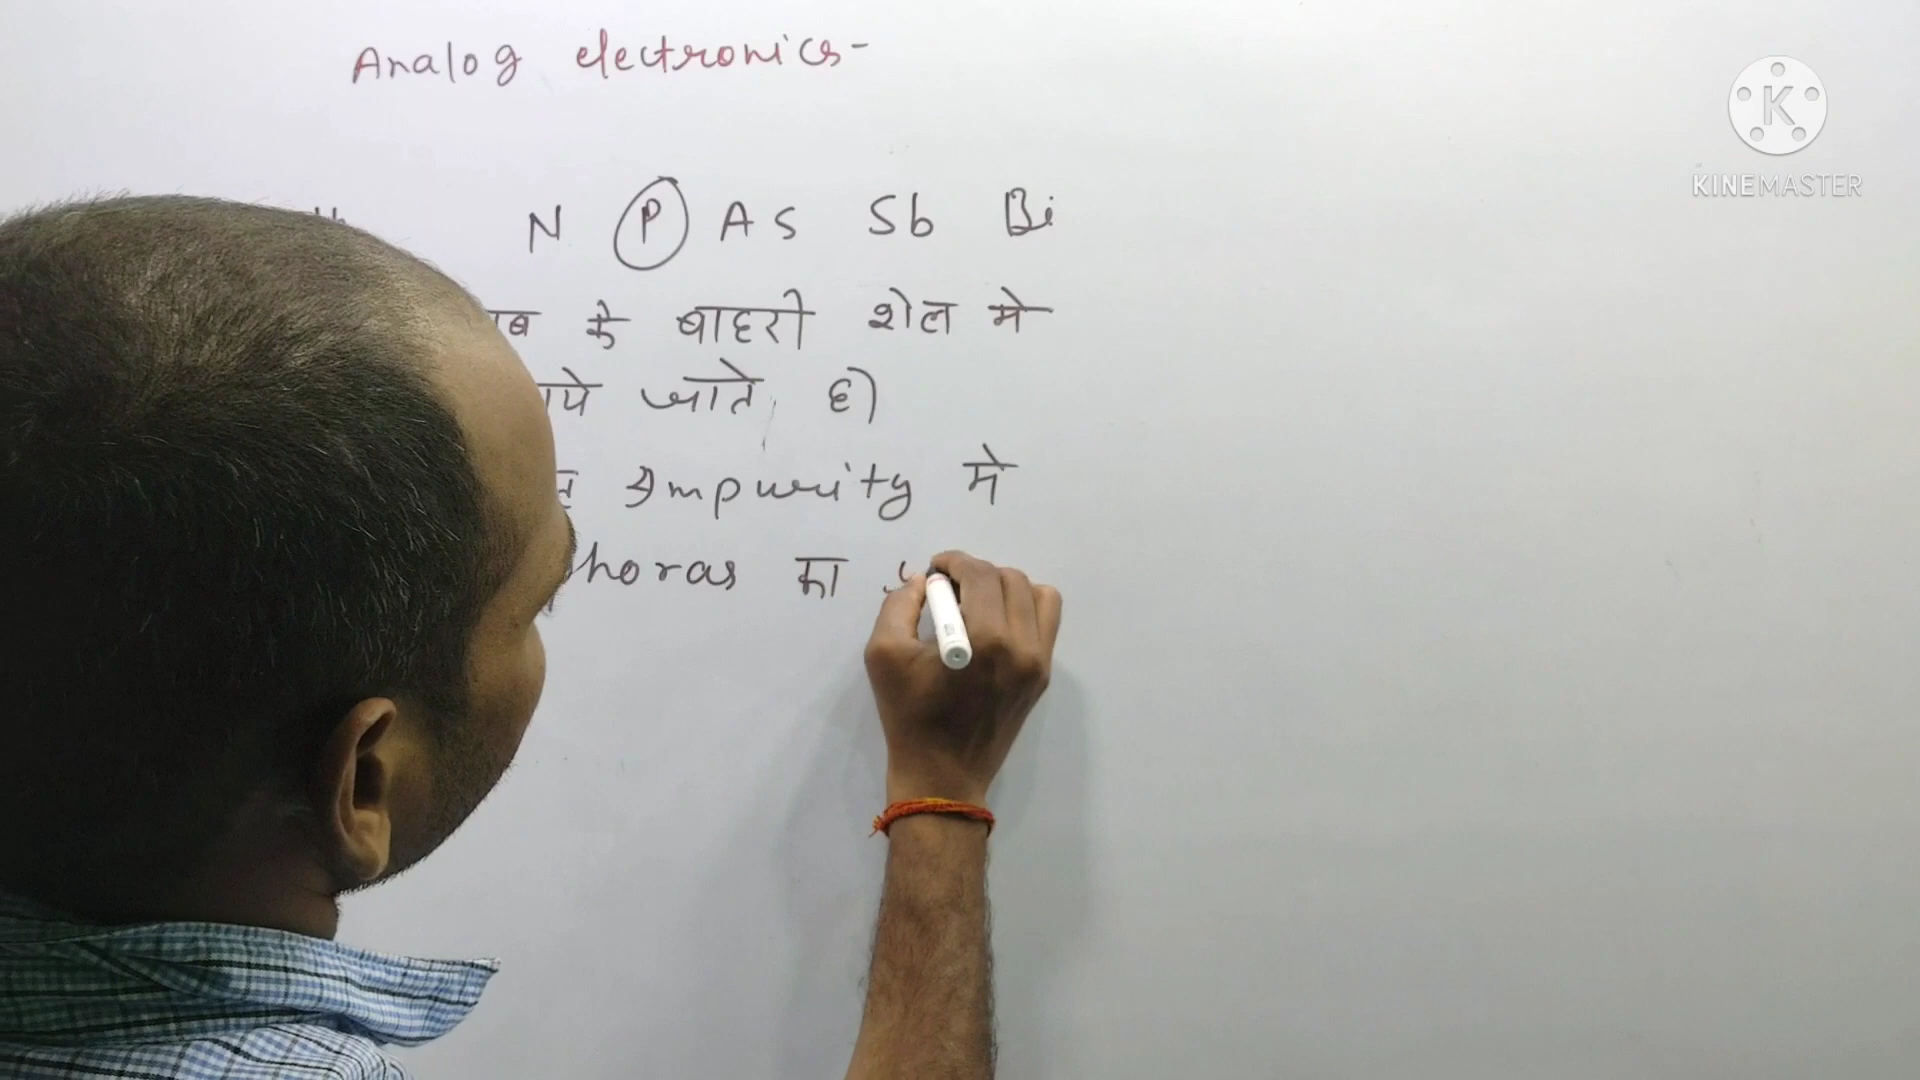 Analog electronics-
N P As Sb Bi
के बाहरी शेल मे
जाते है
Impurity मे
horas का
KINEMASTER